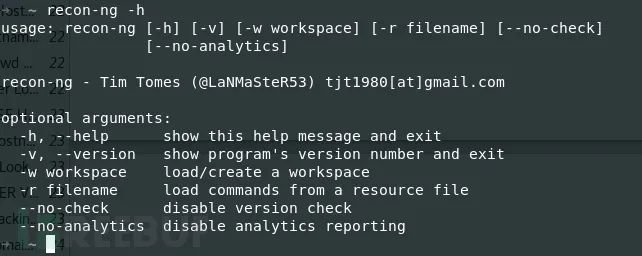 ~ recon-ng -h
usage: recon-ng [-h] [-v] [-w workspace] [-r filename] [--no-check]
[--no-analytics]
recon-ng - Tim Tomes (@LaNMaSteR53) tjt1980[at]gmail.com
optional arguments:
-h, --help show this help message and exit
-v, --version show program's version number and exit
-w workspace load/create a workspace
-r filename load commands from a resource file
--no-check disable version check
--no-analytics disable analytics reporting
~
REEBUF